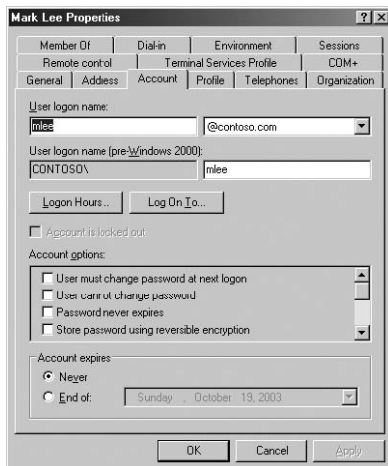 Mark Lee Properties
Member Of Dial-in Environment Sessions
Remote control Terminal Services Profile COM+
General Address Account Profile Telephones Organization
User logon name:
mlee @contoso.com
User logon name (pre-Windows 2000):
CONTOSO\ mlee
Logon Hours... Log On To...
Account is locked out
Account options:
User must change password at next logon
User cannot change password
Password never expires
Store password using reversible encryption
Account expires
Never
End of: Sunday , October 19, 2003
OK Cancel Apply